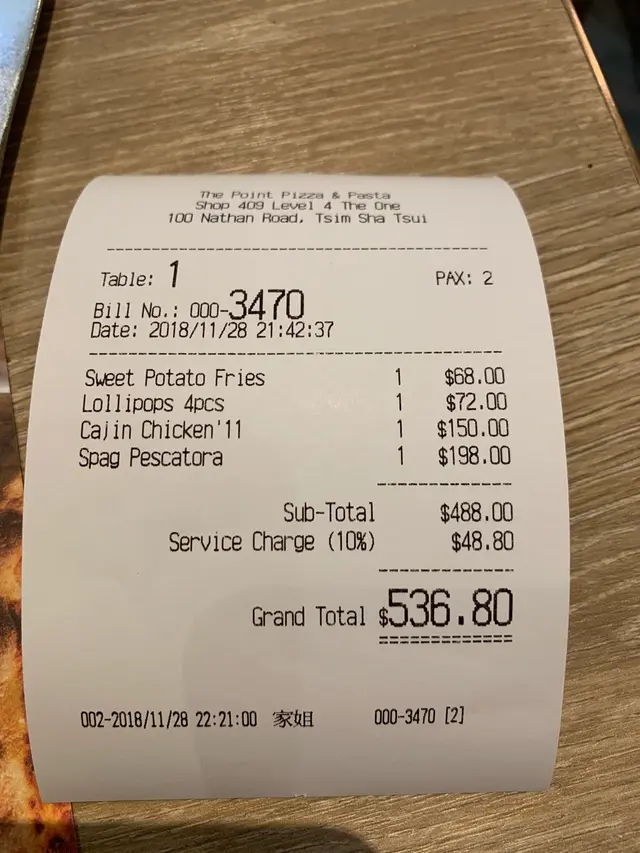 The Point Pizza & Pasta
Shop 409 Level 4 The One
100 Nathan Road, Tsim Sha Tsui
Table: 1 PAX: 2
Bill No.: 000-3470
Date: 2018/11/28 21:42:37
Sweet Potato Fries 1 $68.00
Lollipops 4pcs 1 $72.00
Cajin Chicken'11 1 $150.00
Spag Pescatora 1 $198.00
Sub-Total $488.00
Service Charge (10%) $48.80
Grand Total $536.80
002-2018/11/28 22:21:00 家姐 000-3470 [2]